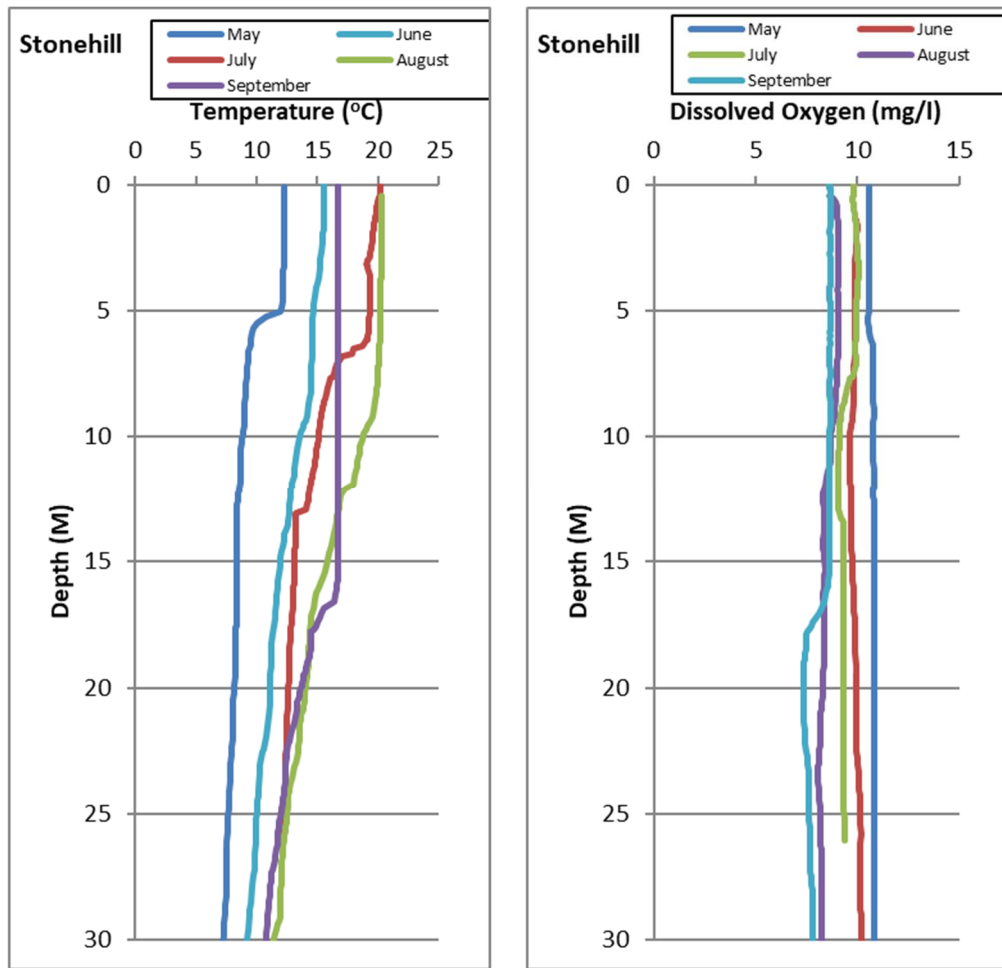 Stonehill
May June
July August
September
Temperature (ºC)
0 5 10 15 20 25
0
5
10
15
20
25
30
Depth (M)
Stonehill
May June
July August
September
Dissolved Oxygen (mg/l)
0 5 10 15
0
5
10
15
20
25
30
Depth (M)